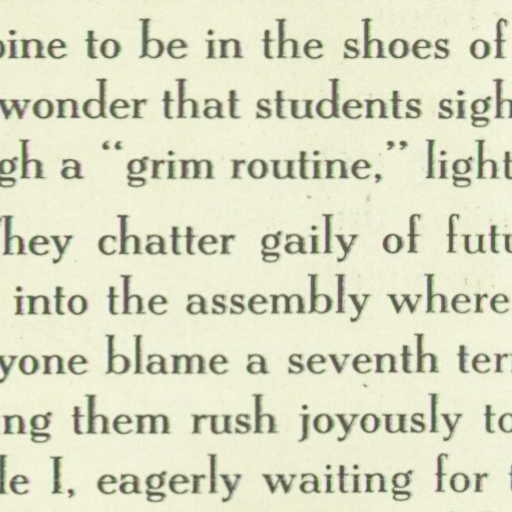 pine to be in the shoes of
wonder that students sigh
gh a “grim routine,” light
They chatter gaily of futu
into the assembly where
yone blame a seventh ter
ng them rush joyously to
le I, eagerly waiting for t